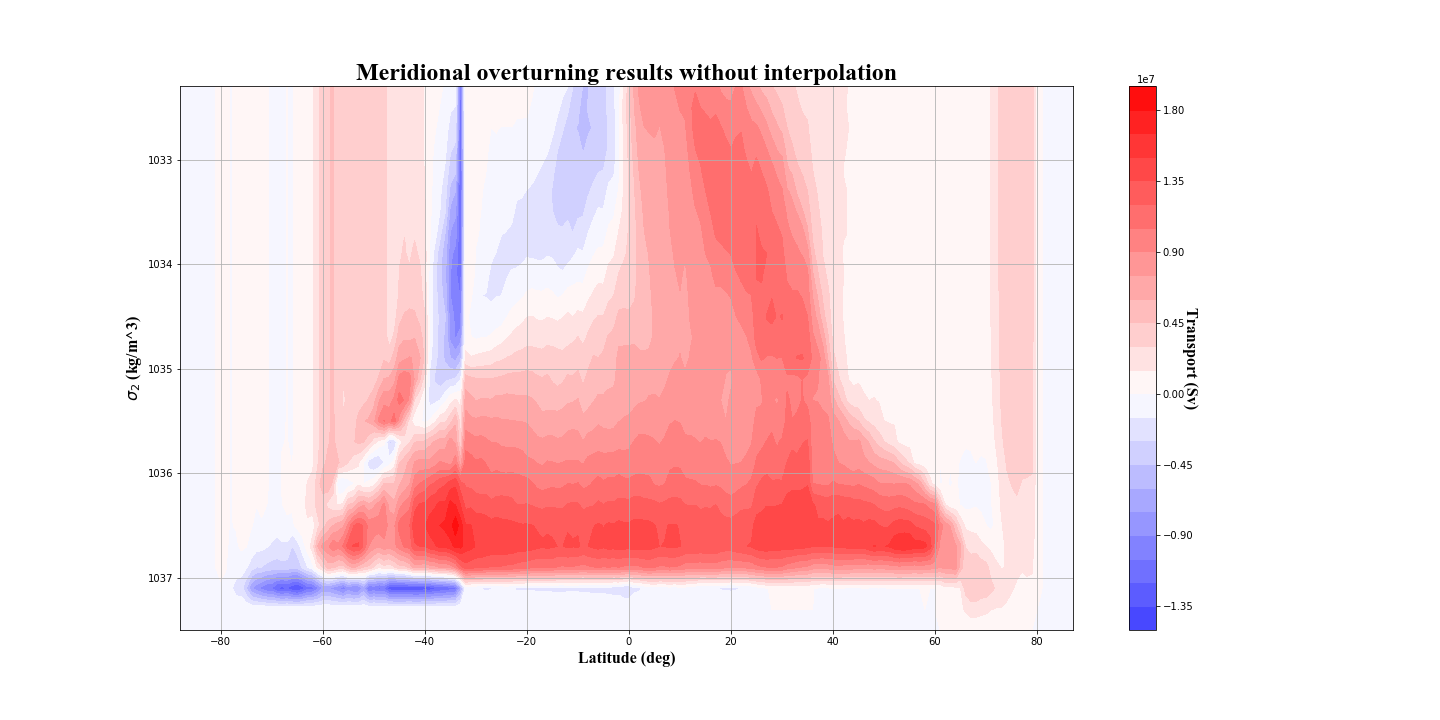 Meridional overturning results without interpolation
1e7
1.80
1.35
0.90
0.45
0.00
−0.45
−0.90
−1.35
Transport (Sv)
1033
1034
1035
1036
1037
σ₂ (kg/m^3)
−80 −60 −40 −20 0 20 40 60 80
Latitude (deg)